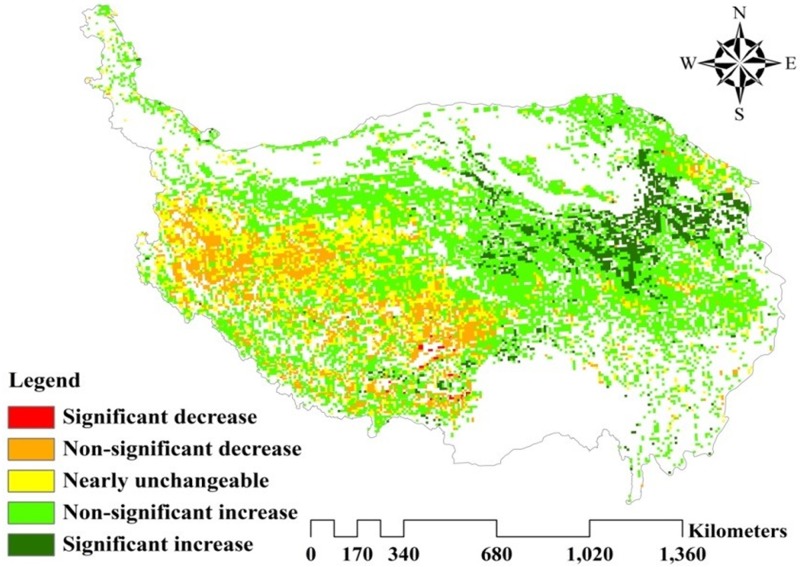 N
W E
S
Legend
Significant decrease
Non-significant decrease
Nearly unchangeable
Non-significant increase
Significant increase
Kilometers
0 170 340 680 1,020 1,360